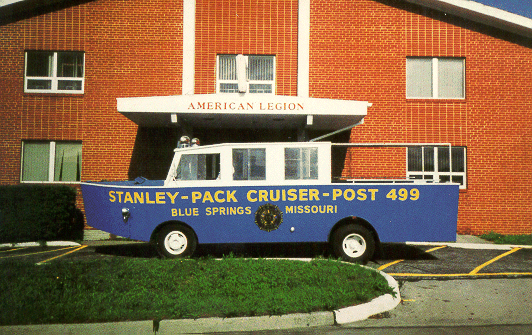 AMERICAN LEGION
STANLEY-PACK CRUISER-POST 499
BLUE SPRINGS MISSOURI